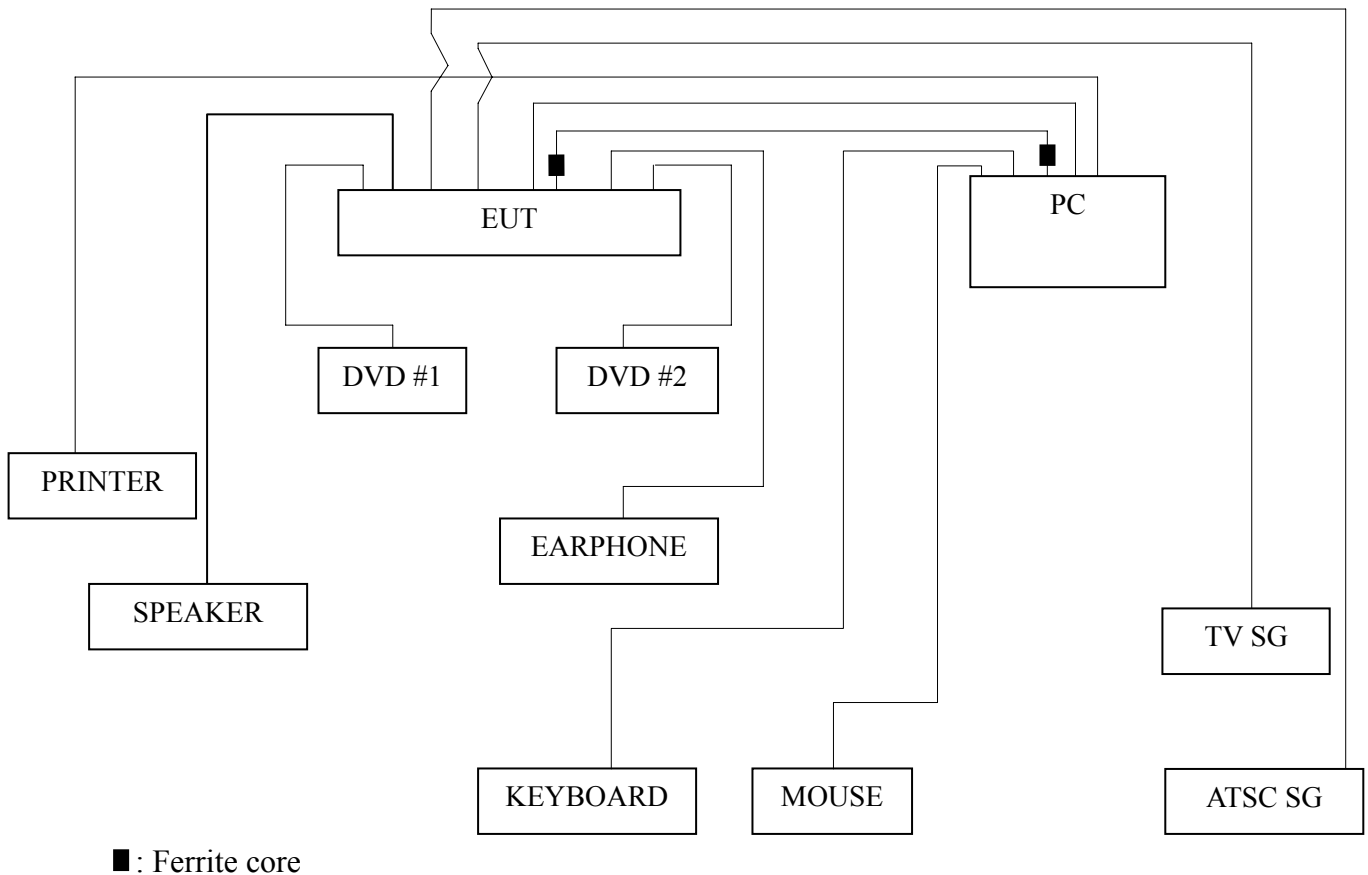 EUT
PC
DVD #1
DVD #2
PRINTER
EARPHONE
SPEAKER
TV SG
KEYBOARD
MOUSE
ATSC SG
: Ferrite core